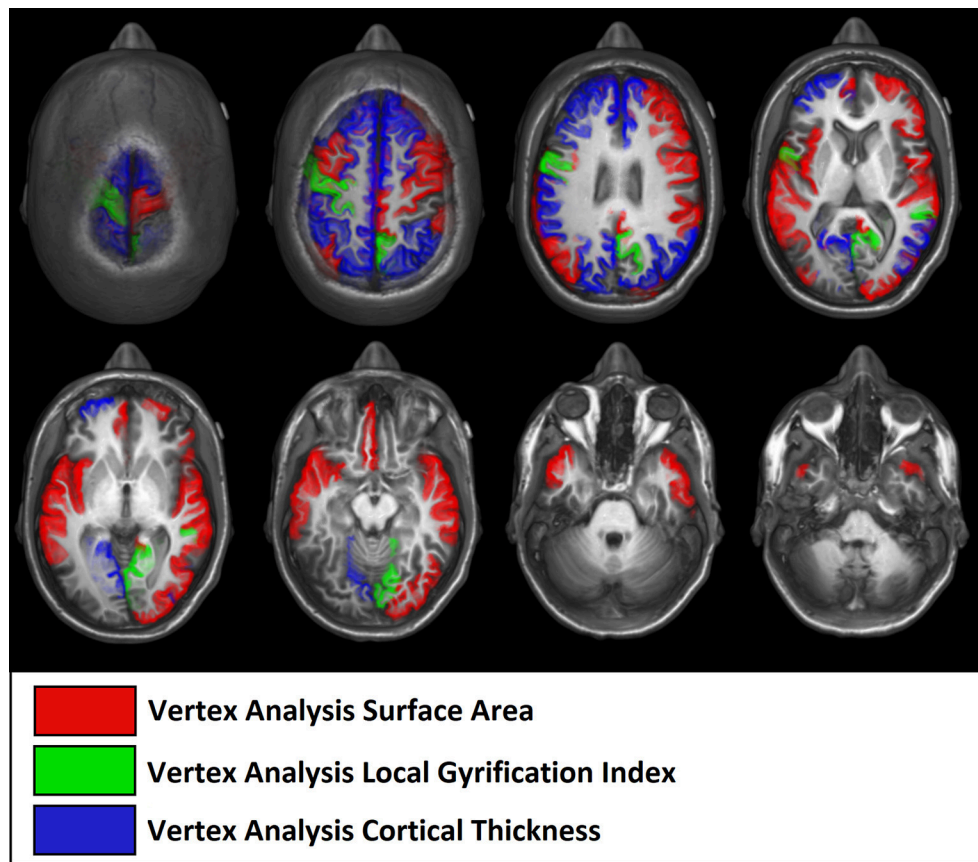 Vertex Analysis Surface Area
Vertex Analysis Local Gyrification Index
Vertex Analysis Cortical Thickness